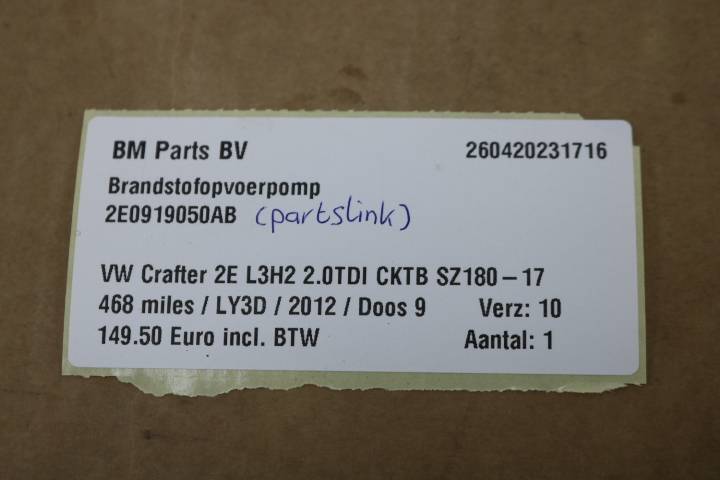 BM Parts BV 260420231716
Brandstofopvoerpomp
2E0919050AB (partslink)
VW Crafter 2E L3H2 2.0TDI CKTB SZ180-17
468 miles / LY3D / 2012 / Doos 9 Verz: 10
149.50 Euro incl. BTW Aantal: 1